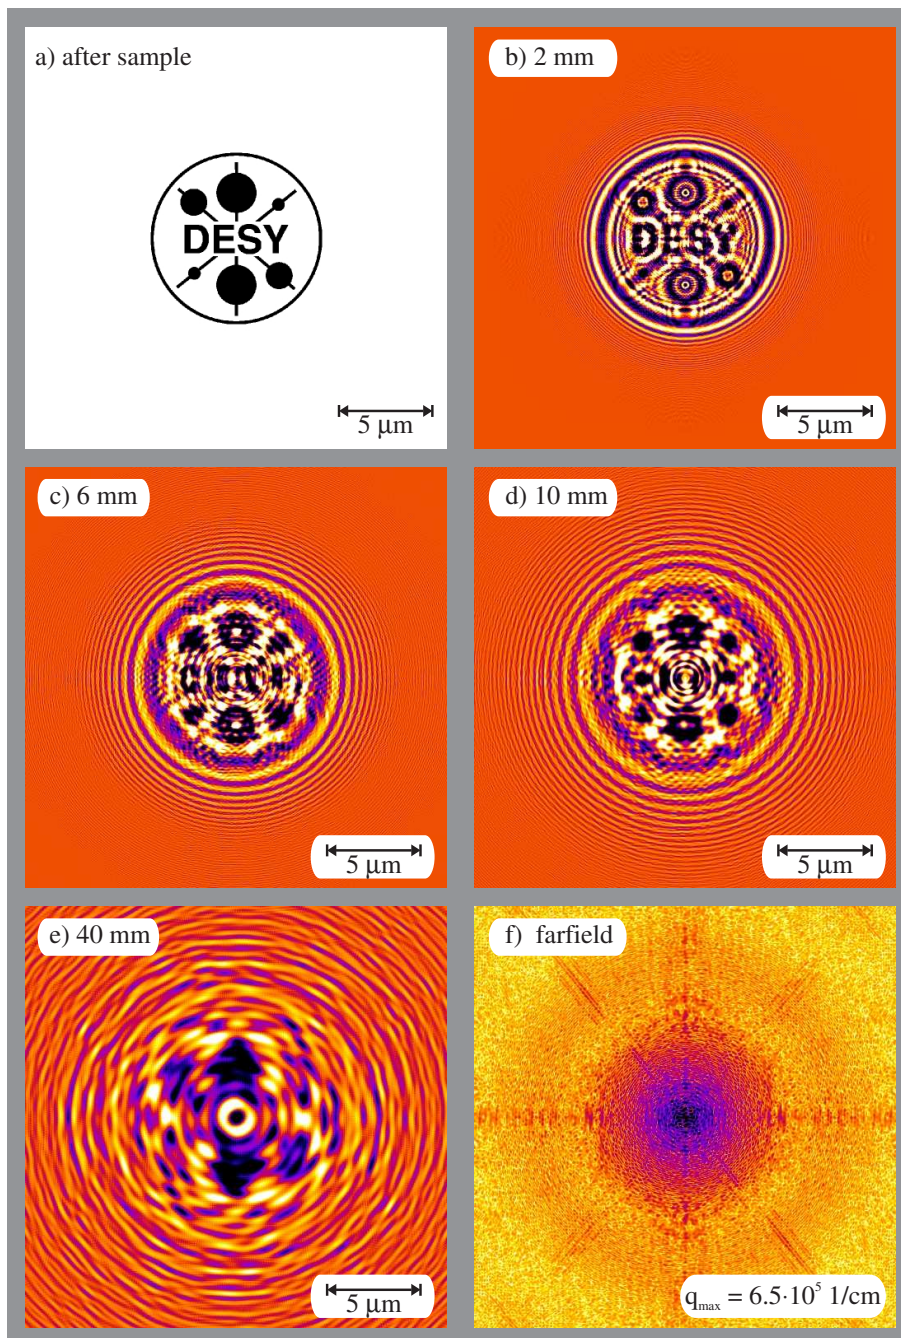 a) after sample
DESY
5 μm
b) 2 mm
DESY
5 μm
c) 6 mm
5 μm
d) 10 mm
5 μm
e) 40 mm
5 μm
f) farfield
qmax = 6.5·10⁵ 1/cm